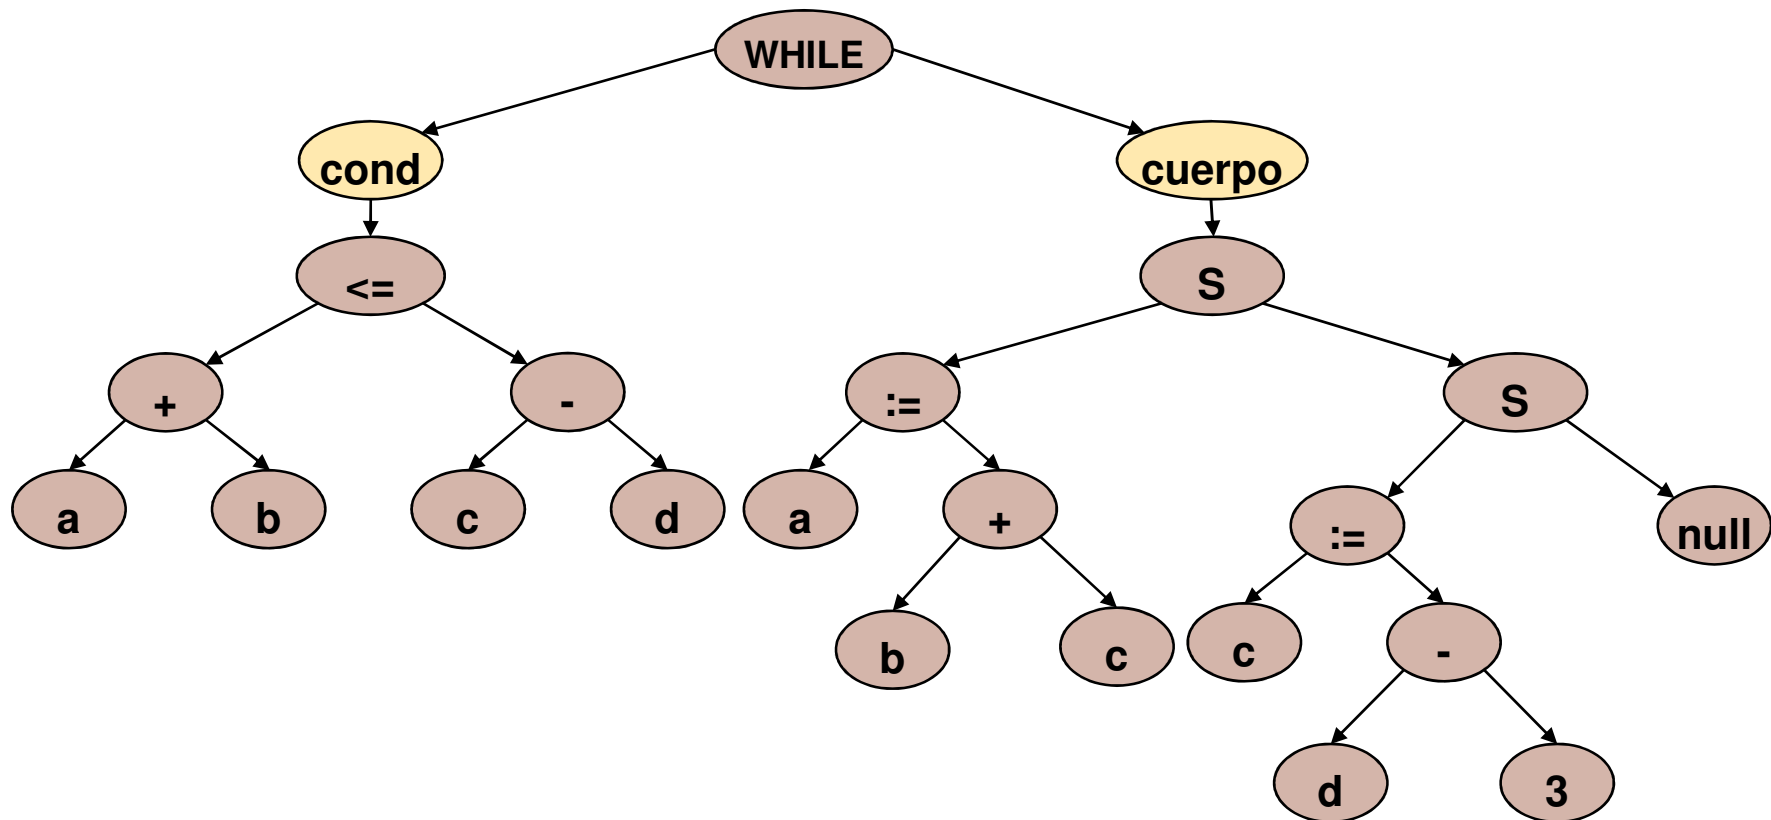 WHILE
cond
cuerpo
<=
S
+
-
:=
S
a
b
c
d
a
+
:=
null
b
c
c
-
d
3